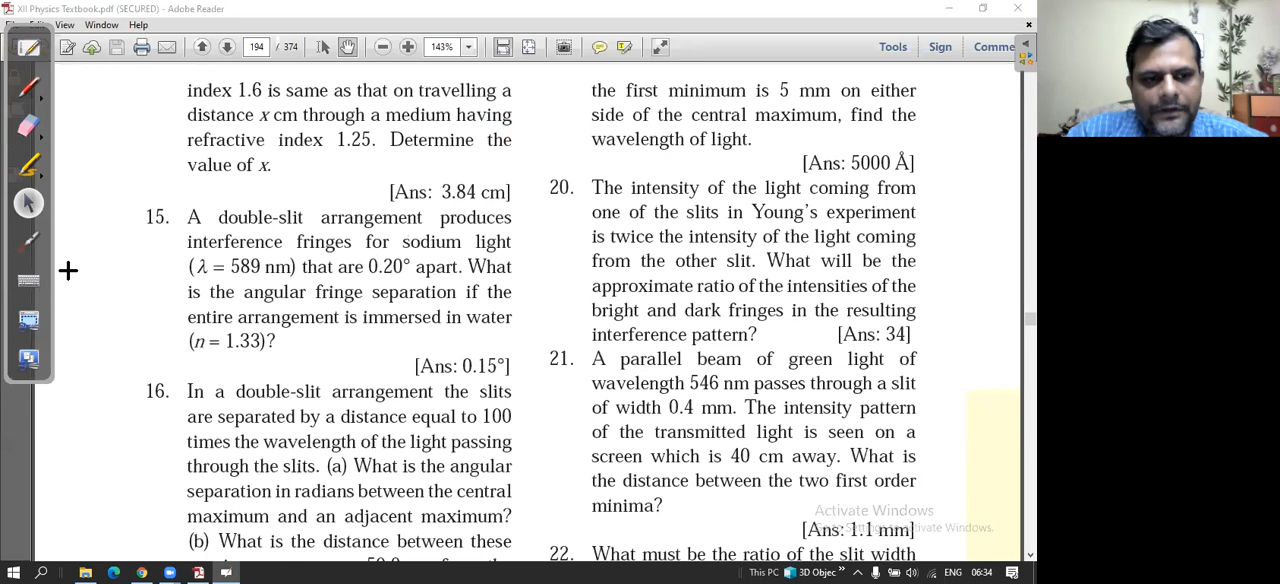 XII Physics Textbook.pdf (SECURED) - Adobe Reader
View Window Help
194 / 374
143%
Tools Sign Comme
index 1.6 is same as that on travelling a
distance x cm through a medium having
refractive index 1.25. Determine the
value of x.
[Ans: 3.84 cm]
15. A double-slit arrangement produces
interference fringes for sodium light
(λ = 589 nm) that are 0.20° apart. What
is the angular fringe separation if the
entire arrangement is immersed in water
(n = 1.33)?
[Ans: 0.15°]
16. In a double-slit arrangement the slits
are separated by a distance equal to 100
times the wavelength of the light passing
through the slits. (a) What is the angular
separation in radians between the central
maximum and an adjacent maximum?
(b) What is the distance between these
the first minimum is 5 mm on either
side of the central maximum, find the
wavelength of light.
[Ans: 5000 Å]
20. The intensity of the light coming from
one of the slits in Young's experiment
is twice the intensity of the light coming
from the other slit. What will be the
approximate ratio of the intensities of the
bright and dark fringes in the resulting
interference pattern? [Ans: 34]
21. A parallel beam of green light of
wavelength 546 nm passes through a slit
of width 0.4 mm. The intensity pattern
of the transmitted light is seen on a
screen which is 40 cm away. What is
the distance between the two first order
minima?
Activate Windows
[Ans: 1.1 mm]
Go to Settings to activate Windows.
22. What must be the ratio of the slit width
This PC 3D Objec » ENG 06:34